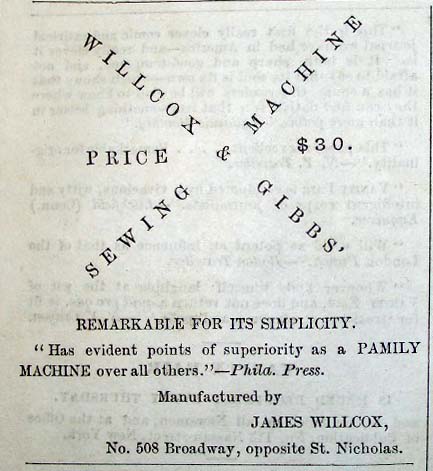 WILLCOX & GIBBS'
SEWING MACHINE
PRICE $30.
REMARKABLE FOR ITS SIMPLICITY.
"Has evident points of superiority as a PAMILY
MACHINE over all others."—Phila. Press.
Manufactured by
JAMES WILLCOX,
No. 508 Broadway, opposite St. Nicholas.